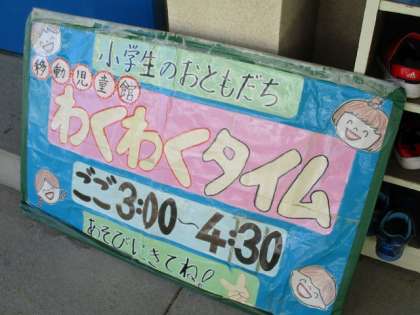 小学生のおともだち
移動児童館
わくわくタイム
ごご3:00~4:30
あそびにきてね!